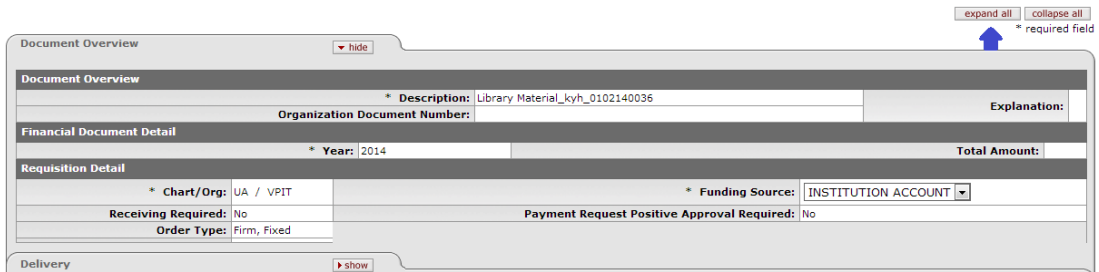 expand all collapse all
* required field
Document Overview hide
Document Overview
* Description: Library Material_kyh_0102140036 Explanation:
Organization Document Number:
Financial Document Detail
* Year: 2014 Total Amount:
Requisition Detail
* Chart/Org: UA / VPIT * Funding Source: INSTITUTION ACCOUNT
Receiving Required: No Payment Request Positive Approval Required: No
Order Type: Firm, Fixed
Delivery show